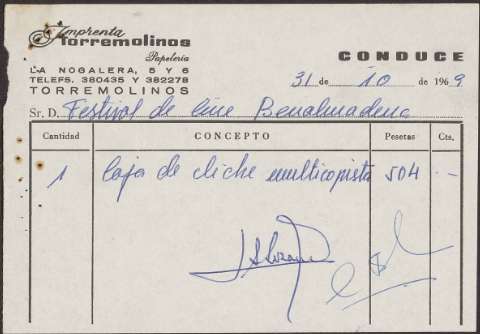 Imprenta
Torremolinos
Papelería
LA NOGALERA, 5 Y 6
TELEFS. 380435 Y 382278
TORREMOLINOS
CONDUCE
31 de 10 de 1969
Sr. D. Festival de Cine Benalmadena
Cantidad CONCEPTO Pesetas Cts.
1 Caja de cliche multicopista 504 -